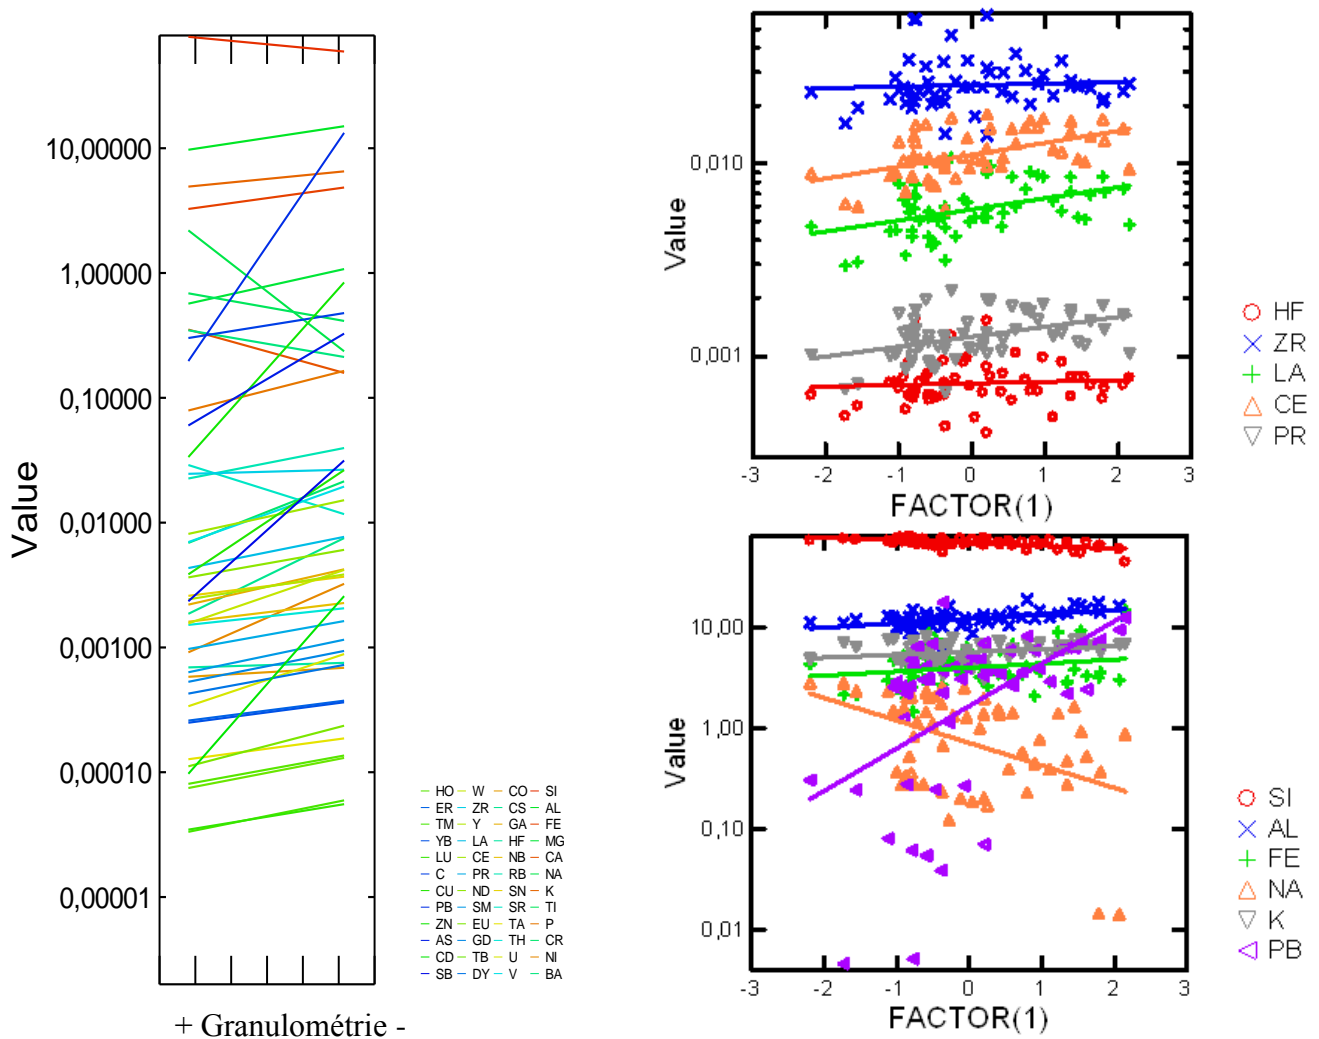 Value
10,00000
1,00000
0,10000
0,01000
0,00100
0,00010
0,00001
+ Granulométrie -
HO W CO SI
ER ZR CS AL
TM Y GA FE
YB LA HF MG
LU CE NB CA
C PR RB NA
CU ND SN K
PB SM SR TI
ZN EU TA P
AS GD TH CR
CD TB U NI
SB DY V BA
Value
0,010
0,001
-3 -2 -1 0 1 2 3
FACTOR(1)
HF
ZR
LA
CE
PR
Value
10,00
1,00
0,10
0,01
-3 -2 -1 0 1 2 3
FACTOR(1)
SI
AL
FE
NA
K
PB